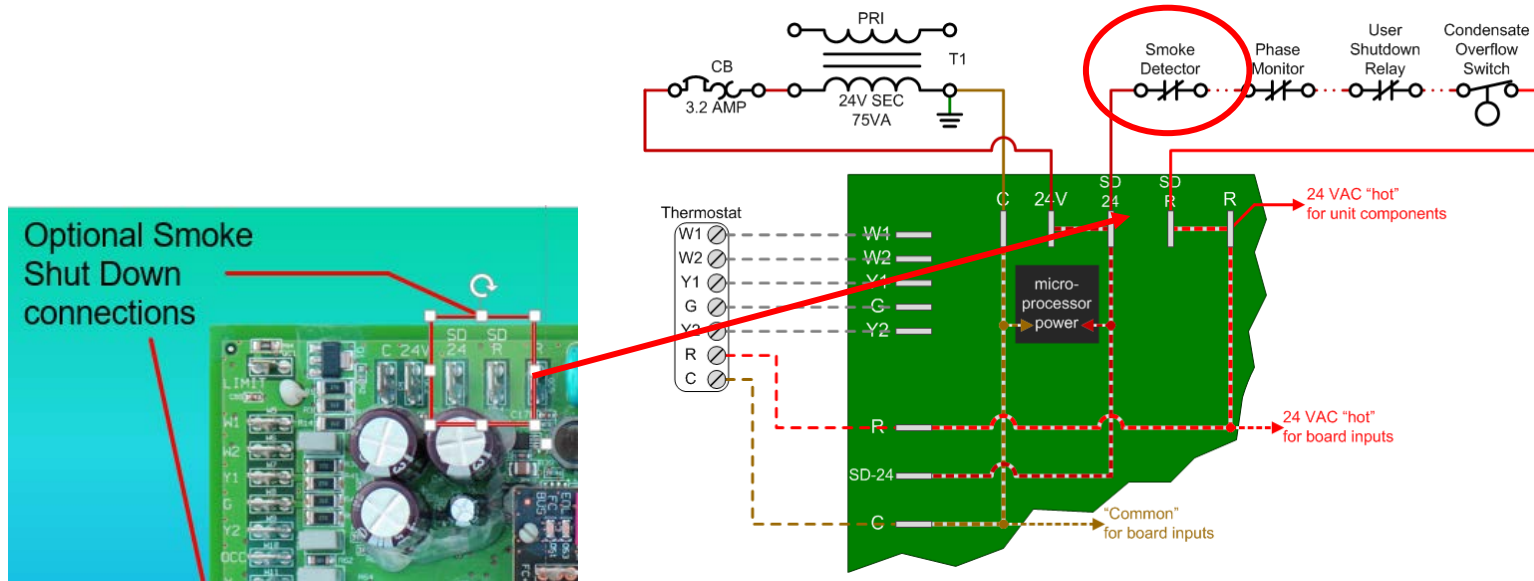 PRI
T1
CB
3.2 AMP
24V SEC
75VA
Smoke
Detector
Phase
Monitor
User
Shutdown
Relay
Condensate
Overflow
Switch
Optional Smoke
Shut Down
connections
C 24V
SD
24
SD
R
R
LIMIT
W1
W2
Y1
G
Y2
OCC
Thermostat
W1
W2
Y1
G
Y2
R
C
C
24V
SD
24
SD
R
R
W1
W2
Y1
G
Y2
R
SD-24
C
micro-
processor
power
24 VAC "hot"
for unit components
24 VAC "hot"
for board inputs
"Common"
for board inputs